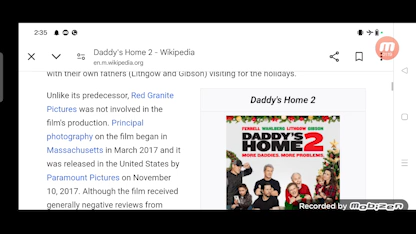 2:35
Daddy's Home 2 - Wikipedia
en.m.wikipedia.org
with their own fathers (Lithgow and Gibson) visiting for the holidays.
Unlike its predecessor, Red Granite
Pictures was not involved in the
film's production. Principal
photography on the film began in
Massachusetts in March 2017 and it
was released in the United States by
Paramount Pictures on November
10, 2017. Although the film received
generally negative reviews from
Daddy's Home 2
FERRELL WAHLBERG LITHGOW GIBSON
DADDY'S
HOME 2
MORE DADDIES. MORE PROBLEMS.
Recorded by Mobizen